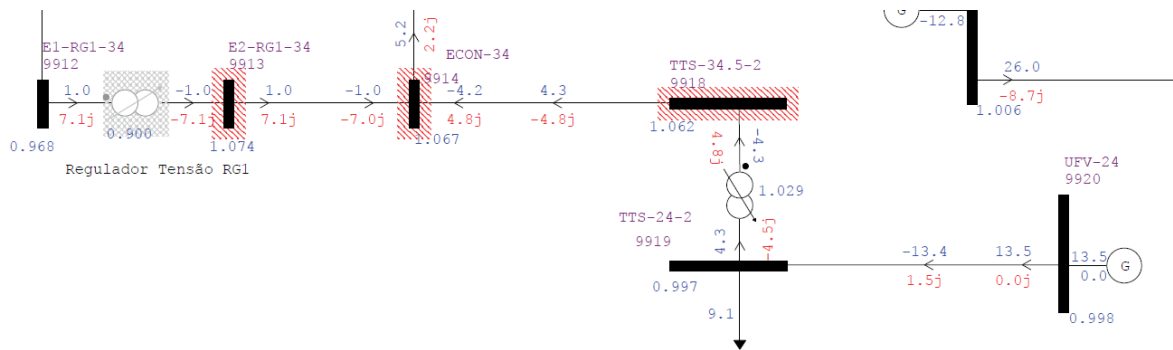 G
-12.8
26.0
-8.7j
1.006
5.2
2.2j
E1-RG1-34
9912
E2-RG1-34
9913
ECON-34
9914
TTS-34.5-2
9918
1.0
7.1j
-1.0
-7.1j
1.0
7.1j
-1.0
-7.0j
-4.2
4.8j
4.3
-4.8j
0.968
0.900
1.074
1.067
1.062
Regulador Tensão RG1
4.8j
-4.3
1.029
TTS-24-2
9919
4.3
-4.5j
UFV-24
9920
-13.4
1.5j
13.5
0.0j
13.5
0.0
G
0.997
9.1
0.998